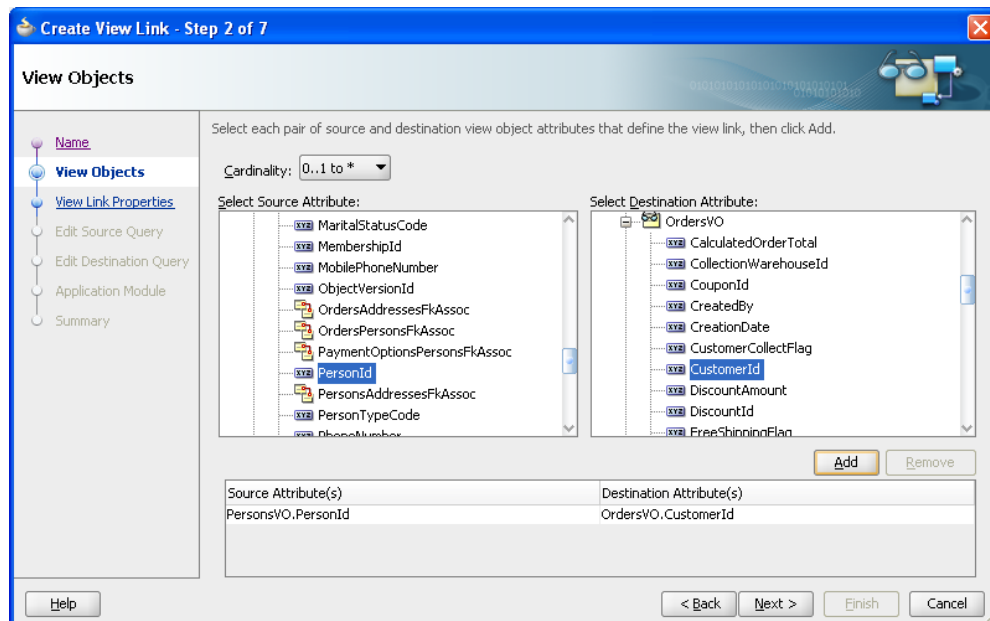 Create View Link - Step 2 of 7
View Objects
Name
View Objects
View Link Properties
Edit Source Query
Edit Destination Query
Application Module
Summary
Select each pair of source and destination view object attributes that define the view link, then click Add.
Cardinality: 0..1 to *
Select Source Attribute:
MaritalStatusCode
MembershipId
MobilePhoneNumber
ObjectVersionId
OrdersAddressesFkAssoc
OrdersPersonsFkAssoc
PaymentOptionsPersonsFkAssoc
PersonId
PersonsAddressesFkAssoc
PersonTypeCode
PhoneNumber
Select Destination Attribute:
OrdersVO
CalculatedOrderTotal
CollectionWarehouseId
CouponId
CreatedBy
CreationDate
CustomerCollectFlag
CustomerId
DiscountAmount
DiscountId
FreeShippingFlag
Add Remove
Source Attribute(s) Destination Attribute(s)
PersonsVO.PersonId OrdersVO.CustomerId
Help < Back Next > Finish Cancel